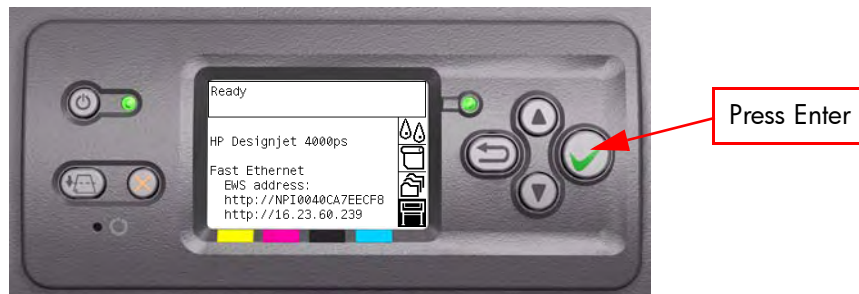 Ready
HP Designjet 4000ps
Fast Ethernet
EWS address:
http://NPI0040CA7EECF8
http://16.23.60.239
Press Enter